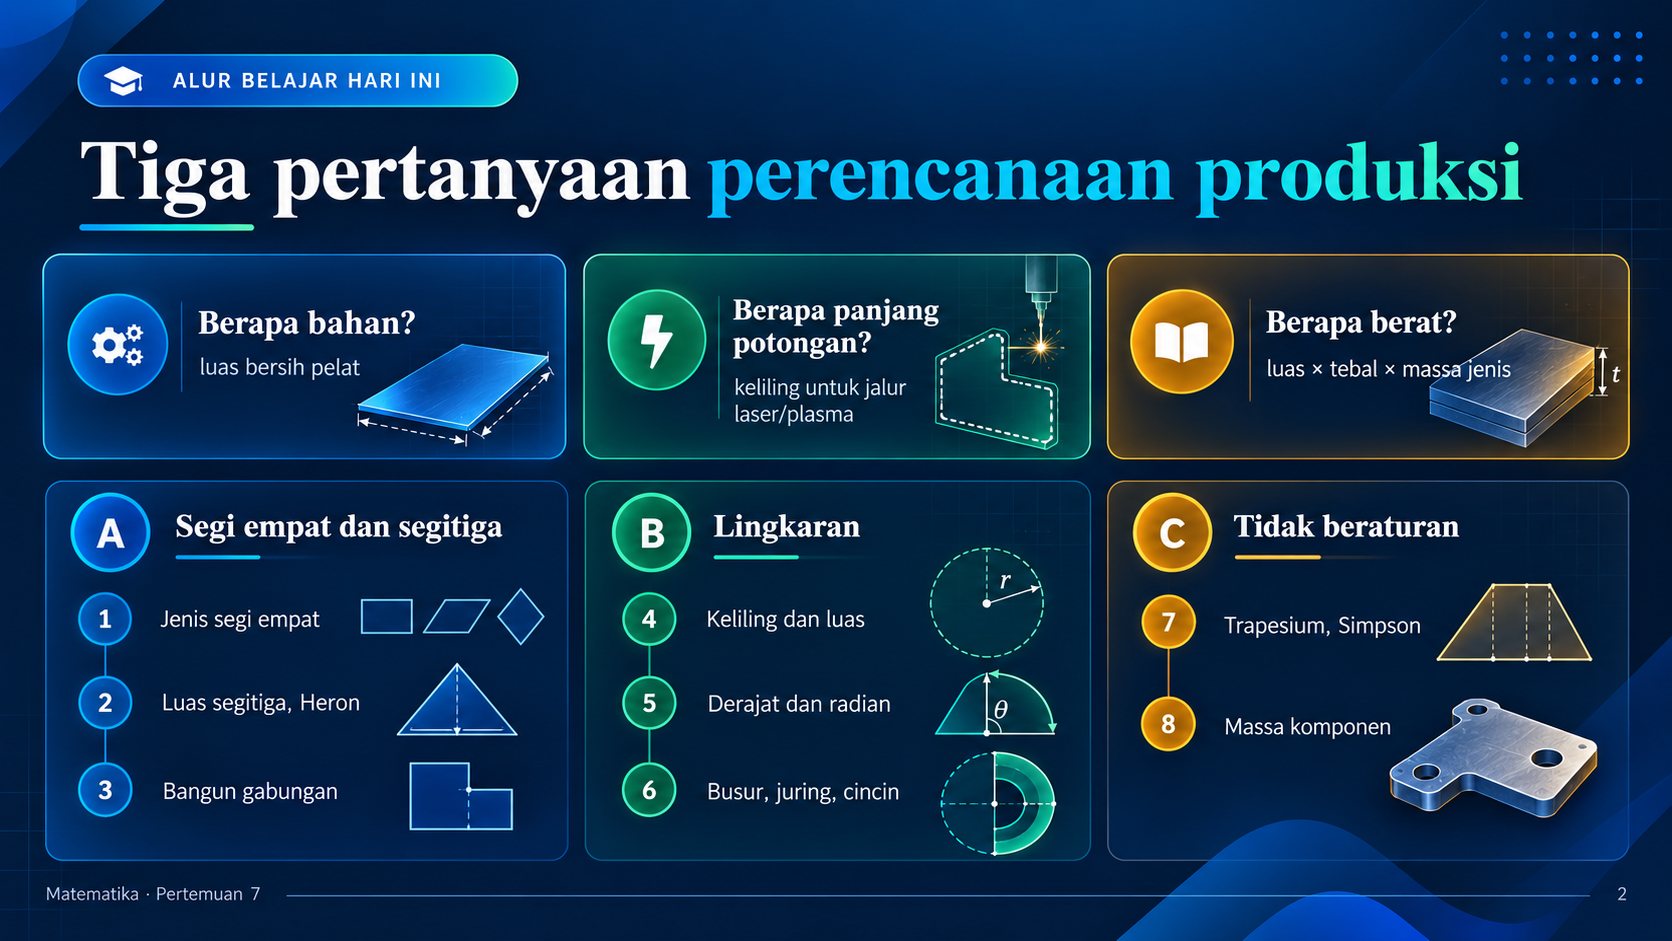 ALUR BELAJAR HARI INI
Tiga pertanyaan perencanaan produksi
Berapa bahan?
luas bersih pelat
Berapa panjang
potongan?
keliling untuk jalur
laser/plasma
Berapa berat?
luas × tebal × massa jenis
t
A
Segi empat dan segitiga
1
Jenis segi empat
2
Luas segitiga, Heron
3
Bangun gabungan
B
Lingkaran
r
4
Keliling dan luas
5
Derajat dan radian
θ
6
Busur, juring, cincin
C
Tidak beraturan
7
Trapesium, Simpson
8
Massa komponen
Matematika · Pertemuan 7
2